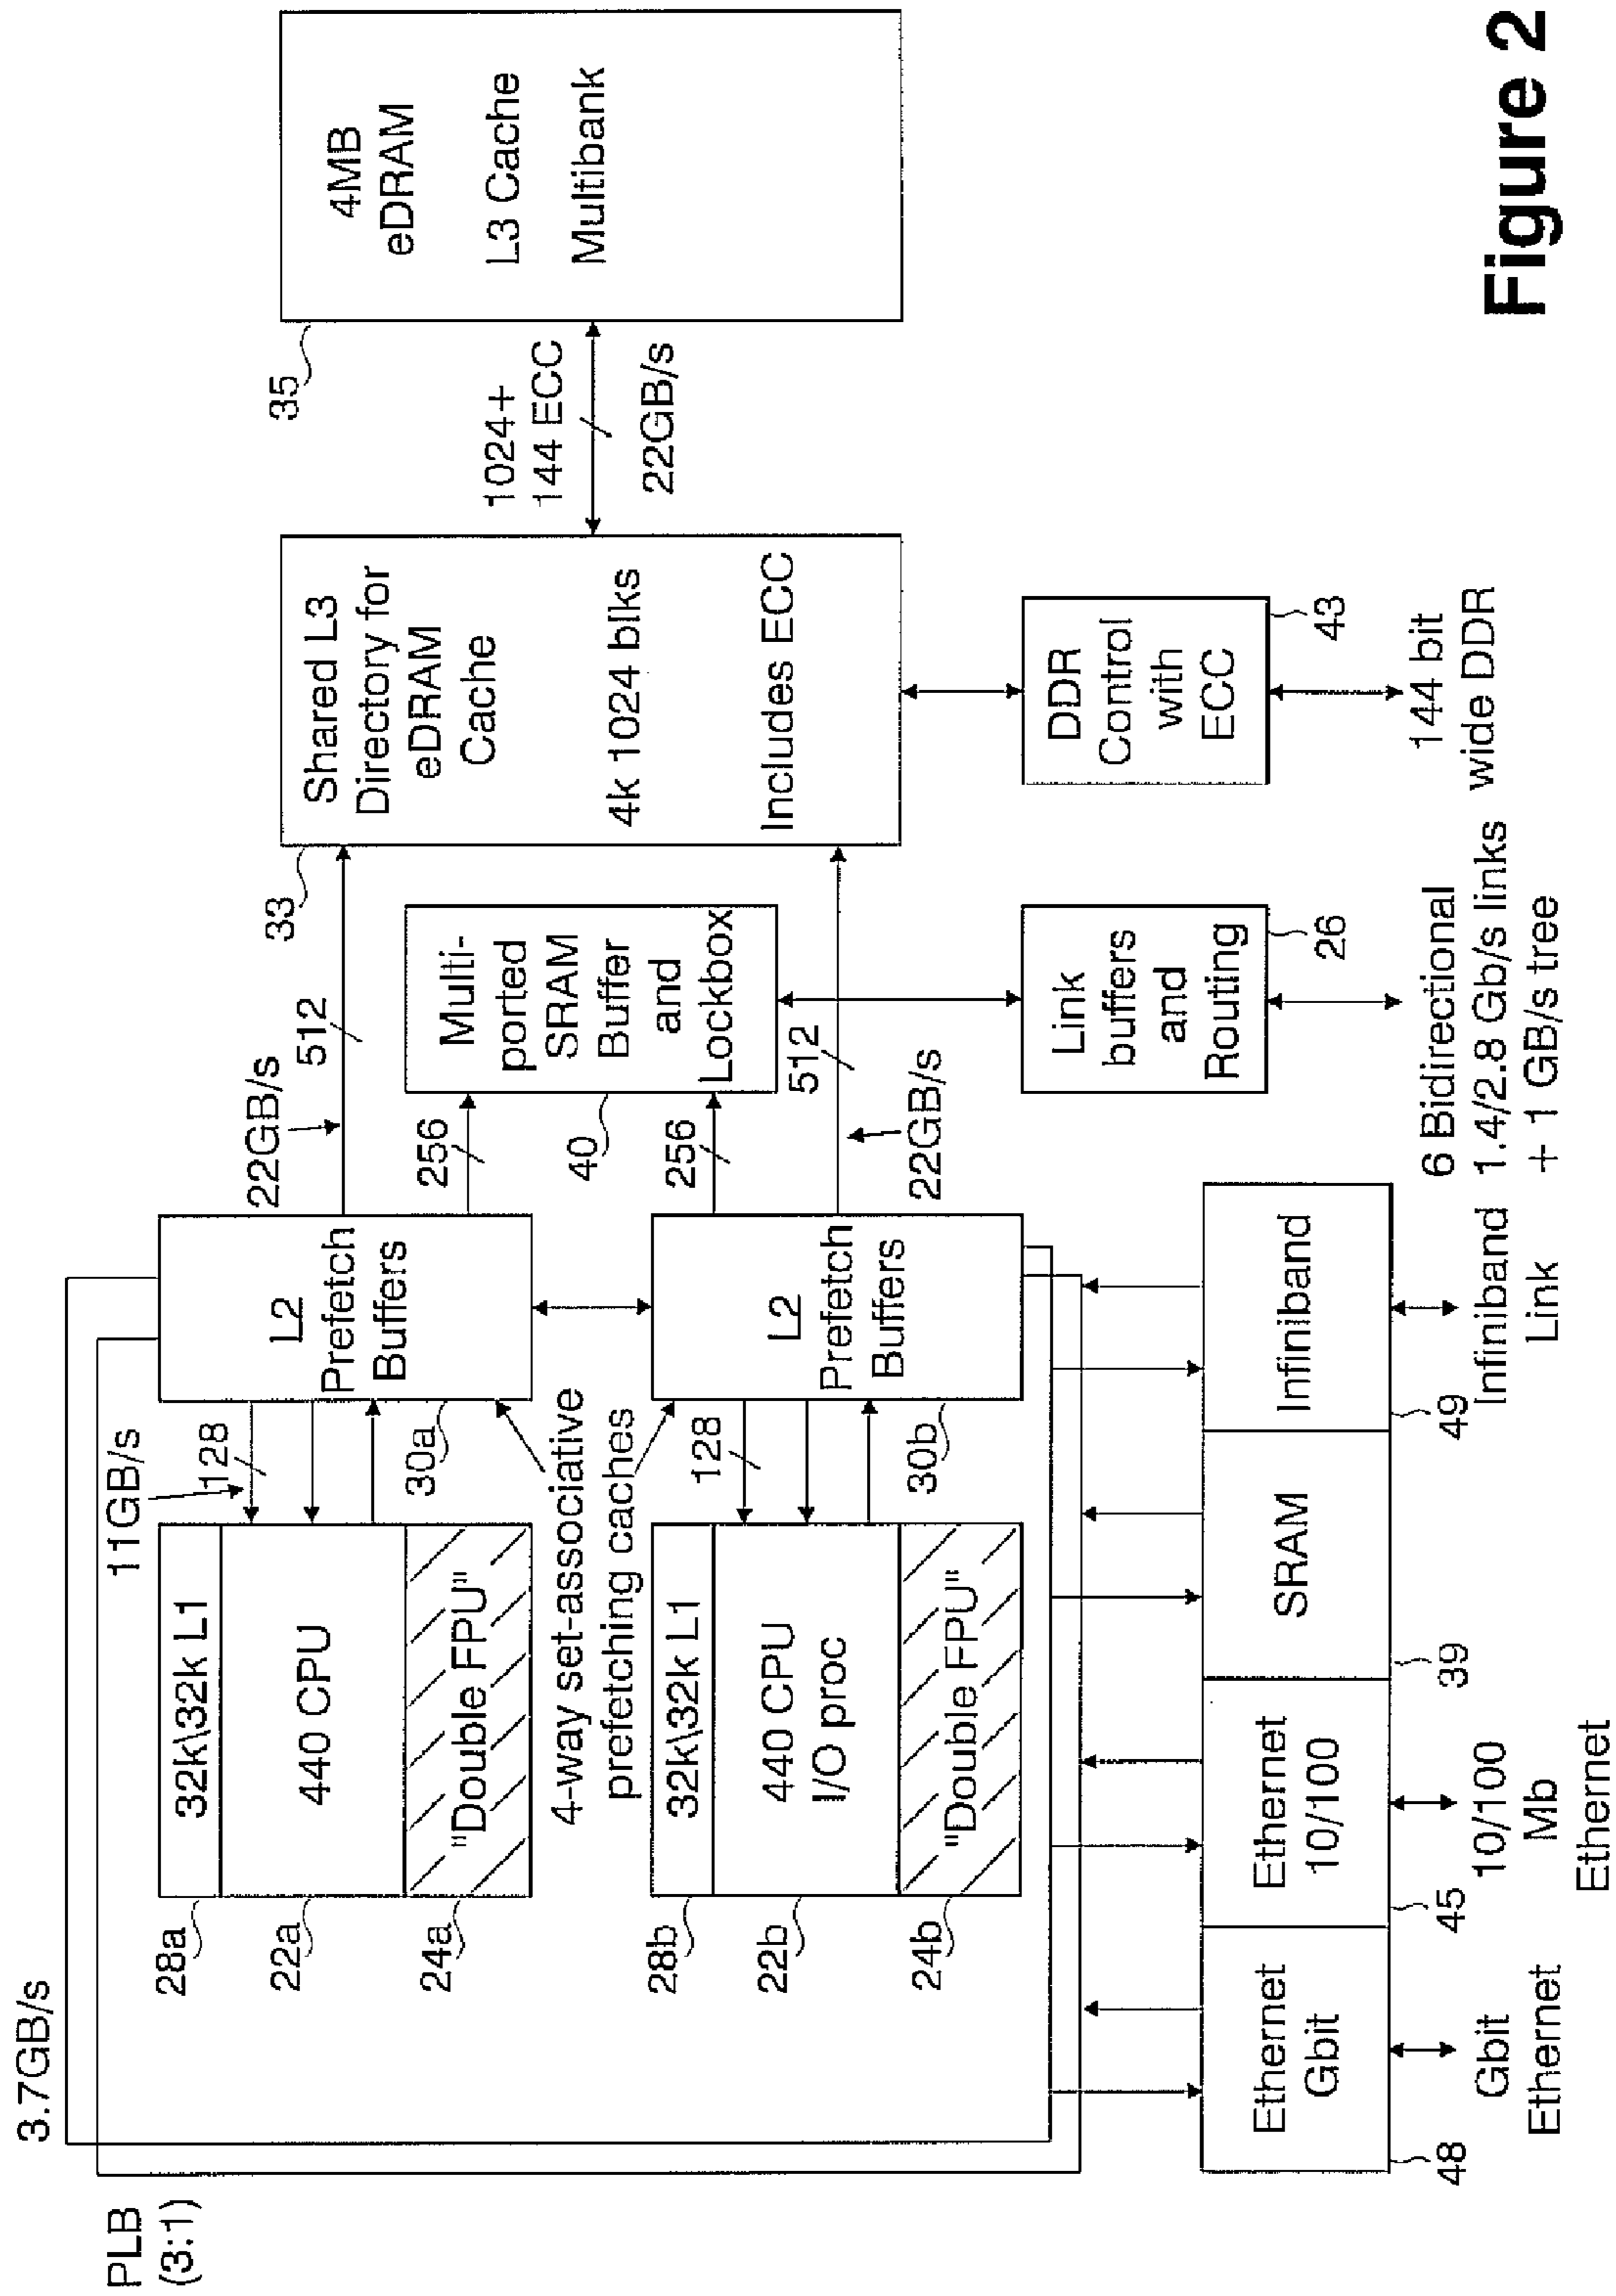 PLB
(3:1)
3.7GB/s
11GB/s
128
28a
32k\32k L1
22a
440 CPU
24a
"Double FPU"
30a
L2
Prefetch
Buffers
4-way set-associative
prefetching caches
28b
32k\32k L1
22b
440 CPU
I/O proc
24b
"Double FPU"
128
30b
L2
Prefetch
Buffers
22GB/s
512
256
40
256
Multi-
ported
SRAM
Buffer
and
Lockbox
512
22GB/s
33
Shared L3
Directory for
eDRAM
Cache
4k 1024 blks
Includes ECC
1024+
144 ECC
22GB/s
35
4MB
eDRAM
L3 Cache
Multibank
48
Ethernet
Gbit
Gbit
Ethernet
45
Ethernet
10/100
10/100
Mb
Ethernet
39
SRAM
49
Infiniband
Infiniband
Link
Link
buffers
and
Routing
26
6 Bidirectional
1.4/2.8 Gb/s links
+ 1 GB/s tree
DDR
Control
with
ECC
43
144 bit
wide DDR
Figure 2